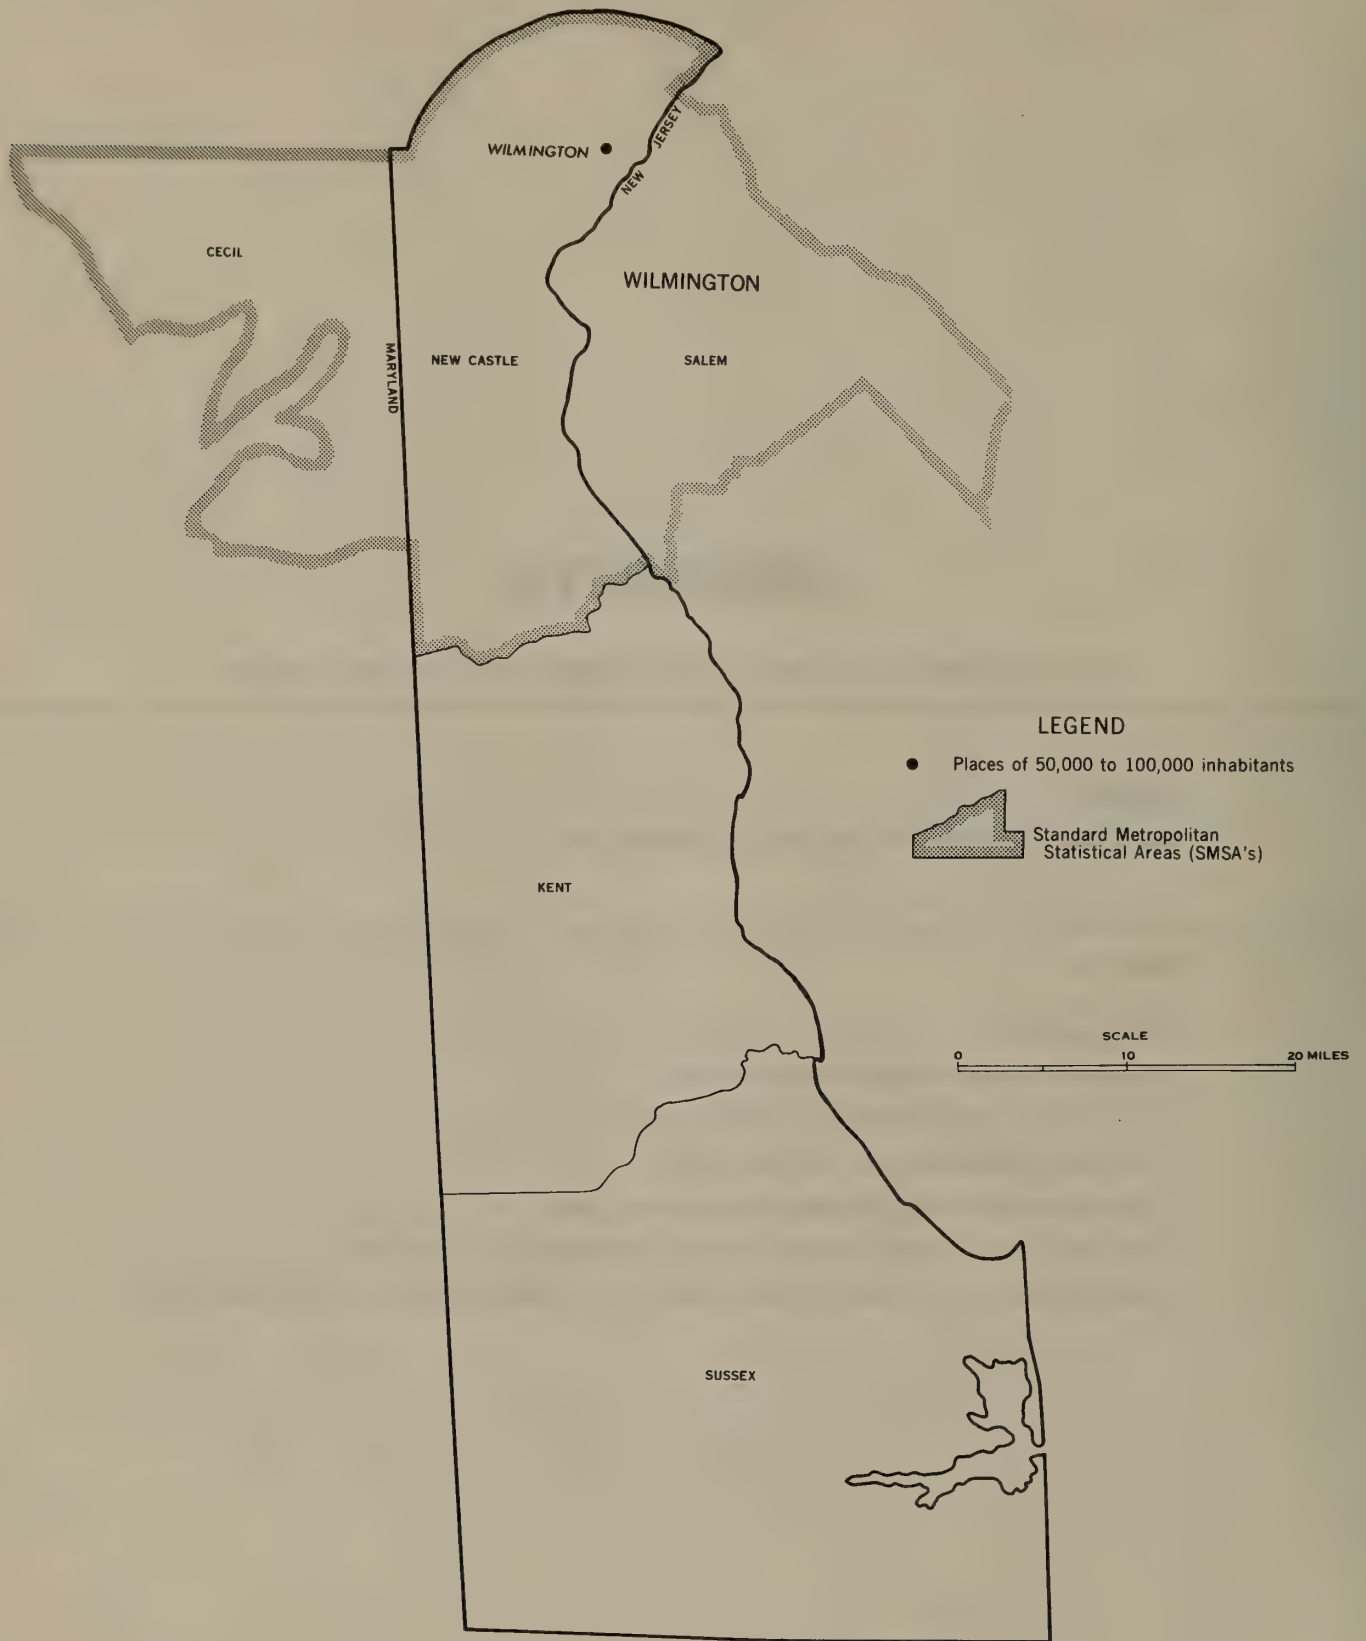 JERSEY
WILMINGTON
NEW
CECIL
WILMINGTON
MARYLAND
NEW CASTLE
SALEM
LEGEND
Places of 50,000 to 100,000 inhabitants
Standard Metropolitan
Statistical Areas (SMSA's)
KENT
SCALE
0 10 20 MILES
SUSSEX